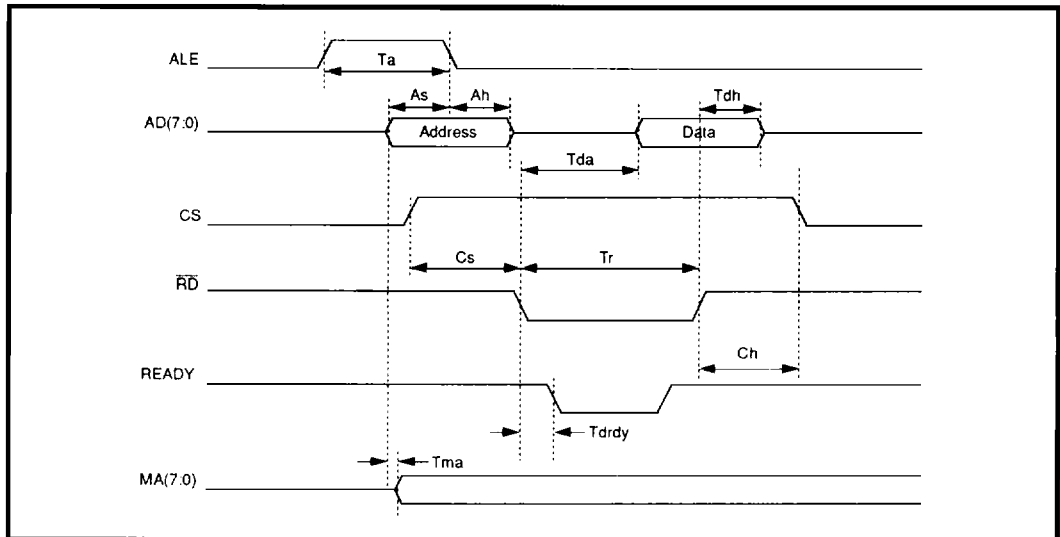 ALE
Ta
As
Ah
Tdh
AD(7:0)
Address
Data
Tda
CS
Cs
Tr
RD
Ch
READY
Tdrdy
Tma
MA(7:0)